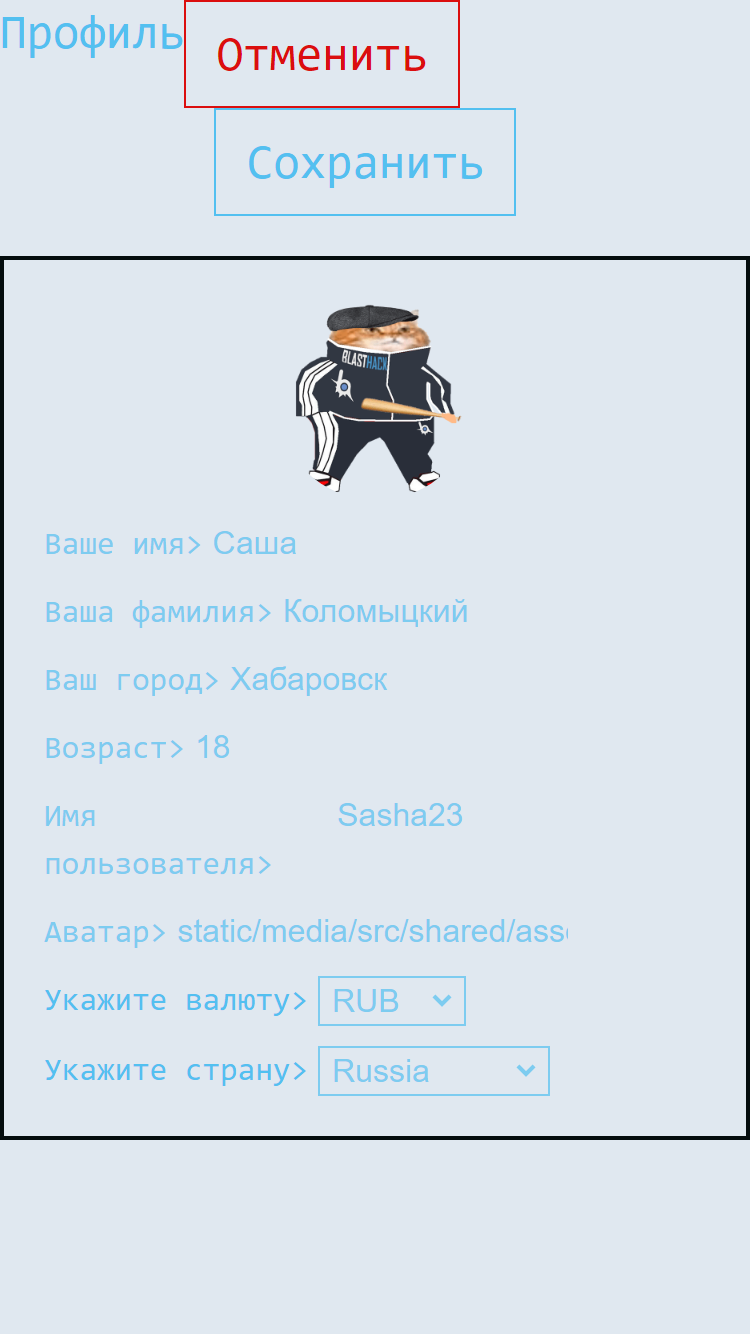 Профиль
Отменить
Сохранить
BLASTHACK
Ваше имя> Саша
Ваша фамилия> Коломыцкий
Ваш город> Хабаровск
Возраст> 18
Имя пользователя> Sasha23
Аватар> static/media/src/shared/ass
Укажите валюту> RUB
Укажите страну> Russia